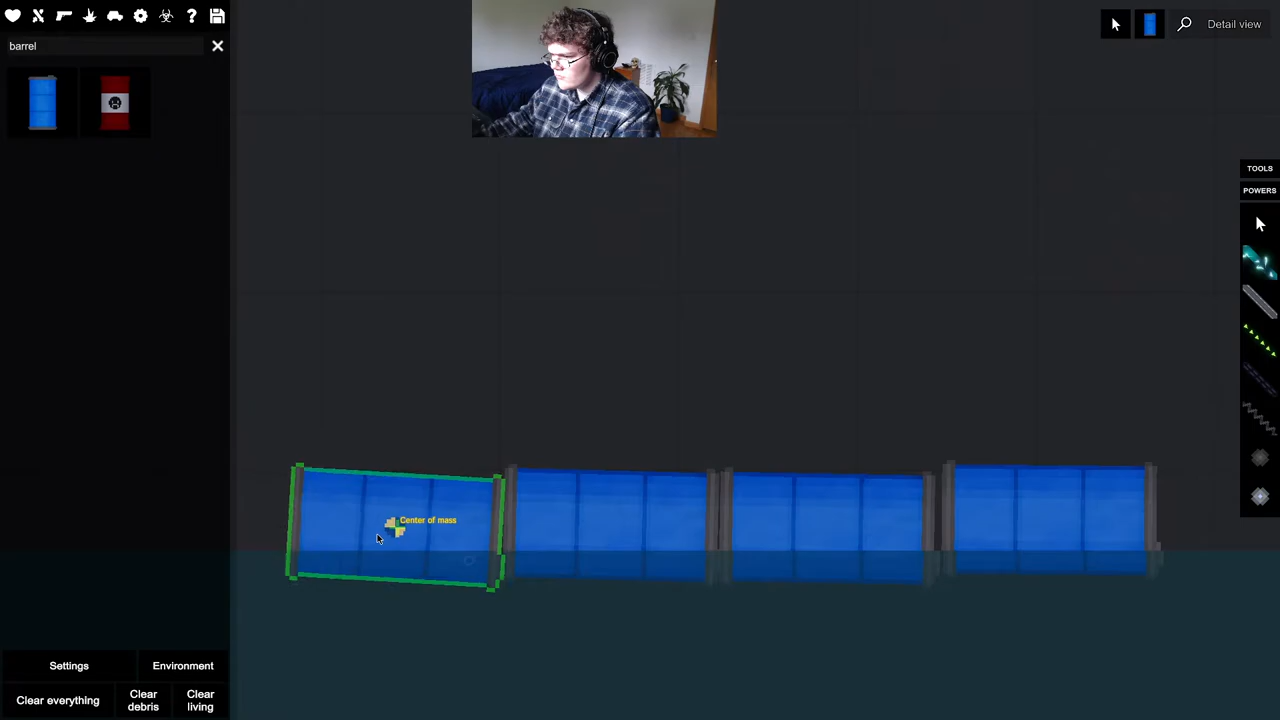 Detail view
barrel
TOOLS
POWERS
Center of mass
Settings
Environment
Clear everything
Clear
debris
Clear
living